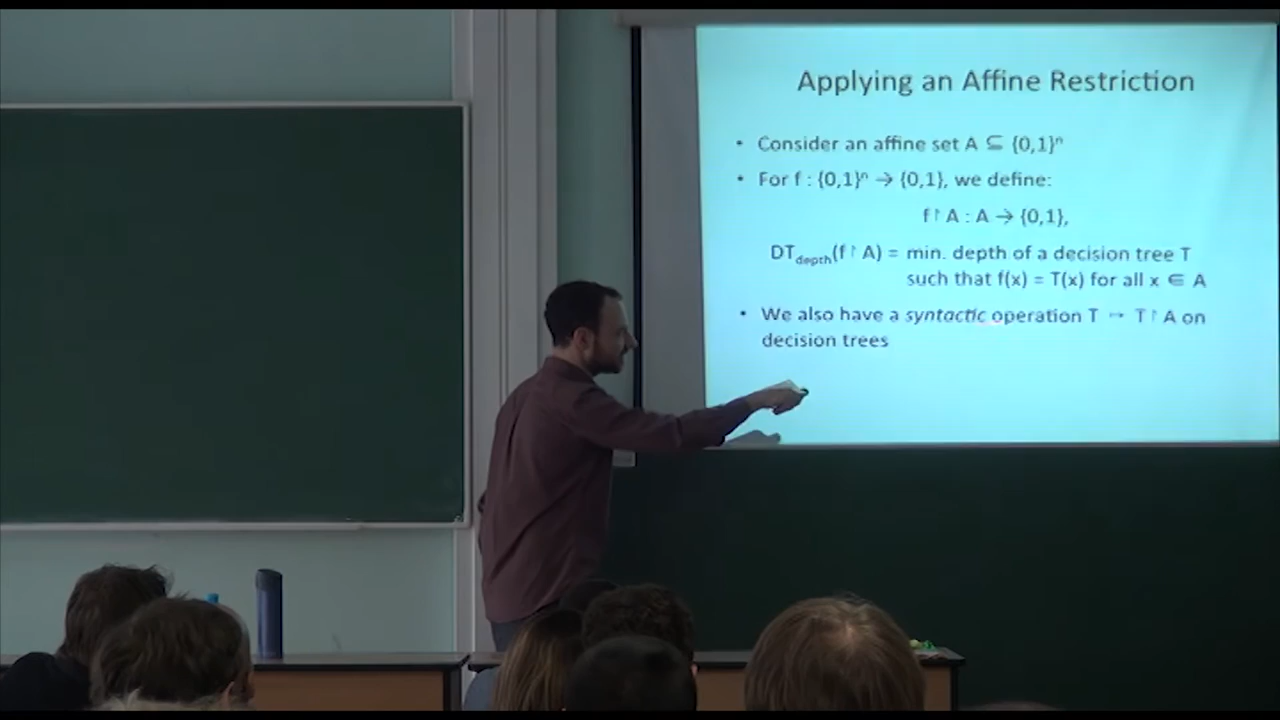 Applying an Affine Restriction
• Consider an affine set A ⊆ {0,1}ⁿ
• For f : {0,1}ⁿ → {0,1}, we define:
f↾A : A → {0,1},
DT_depth(f↾A) = min. depth of a decision tree T
such that f(x) = T(x) for all x ∈ A
• We also have a syntactic operation T ↦ T↾A on
decision trees